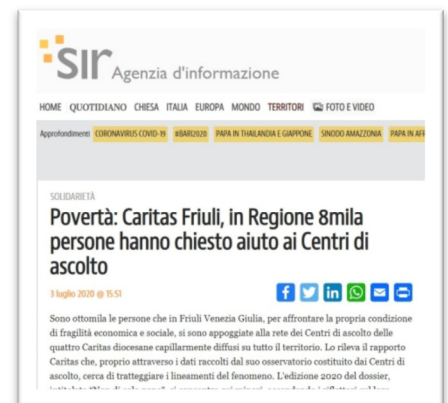 SIr Agenzia d'informazione
HOME QUOTIDIANO CHIESA ITALIA EUROPA MONDO TERRITORI FOTO E VIDEO
Approfondimenti CORONAVIRUS COVID-19 #BARI2020 PAPA IN THAILANDIA E GIAPPONE SINODO AMAZZONIA PAPA IN AFR
SOLIDARIETÀ
Povertà: Caritas Friuli, in Regione 8mila
persone hanno chiesto aiuto ai Centri di
ascolto
3 luglio 2020 @ 15:51
Sono ottomila le persone che in Friuli Venezia Giulia, per affrontare la propria condizione
di fragilità economica e sociale, si sono appoggiate alla rete dei Centri di ascolto delle
quattro Caritas diocesane capillarmente diffusi su tutto il territorio. Lo rileva il rapporto
Caritas che, proprio attraverso i dati raccolti dal suo osservatorio costituito dai Centri di
ascolto, cerca di tratteggiare i lineamenti del fenomeno. L'edizione 2020 del dossier,